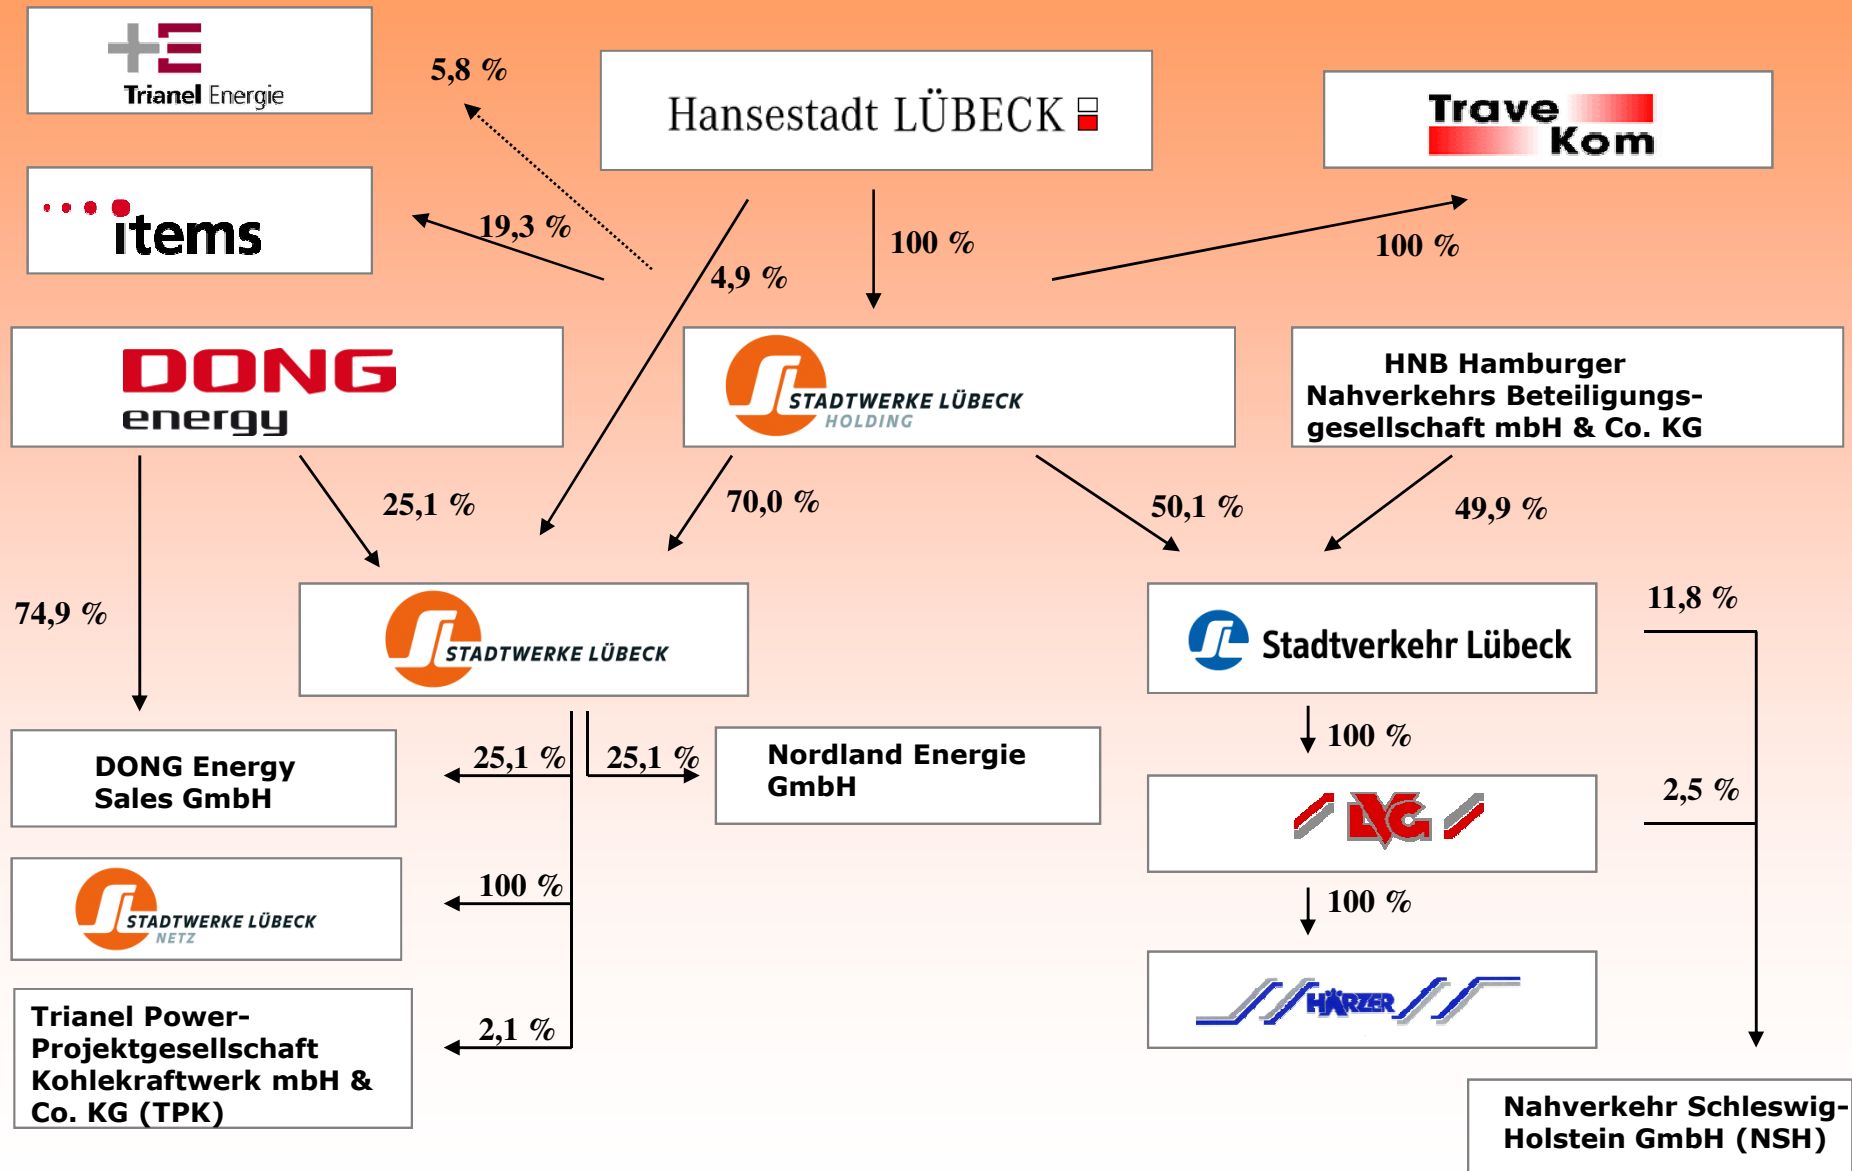 +E
Trianel Energie
5,8 %
Hansestadt LÜBECK
Trave
Kom
items
19,3 %
100 %
100 %
4,9 %
DONG
energy
STADTWERKE LÜBECK
HOLDING
HNB Hamburger
Nahverkehrs Beteiligungs-
gesellschaft mbH & Co. KG
25,1 %
70,0 %
50,1 %
49,9 %
74,9 %
STADTWERKE LÜBECK
Stadtverkehr Lübeck
11,8 %
DONG Energy
Sales GmbH
25,1 %
25,1 %
Nordland Energie
GmbH
100 %
LVG
2,5 %
STADTWERKE LÜBECK
NETZ
100 %
100 %
HÄRZER
Trianel Power-
Projektgesellschaft
Kohlekraftwerk mbH &
Co. KG (TPK)
2,1 %
Nahverkehr Schleswig-
Holstein GmbH (NSH)